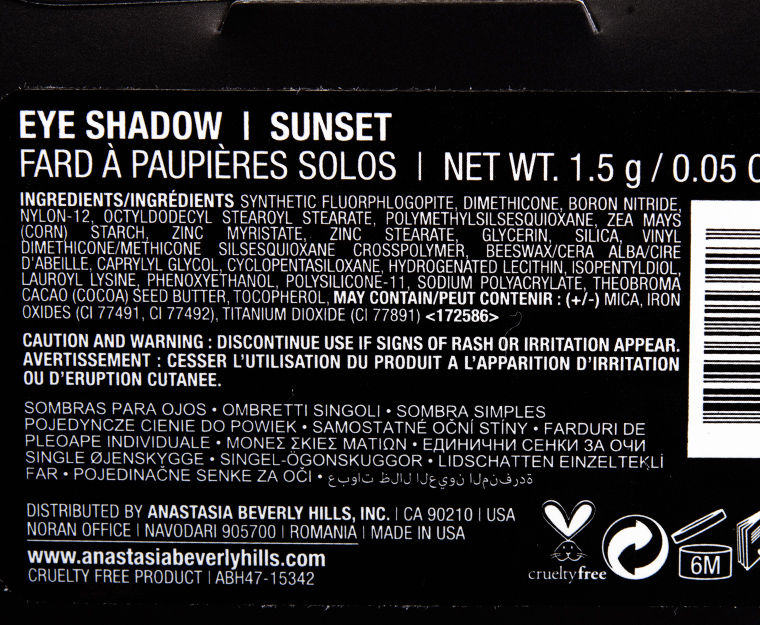 EYE SHADOW | SUNSET
FARD À PAUPIÈRES SOLOS | NET WT. 1.5 g / 0.05
INGREDIENTS/INGRÉDIENTS SYNTHETIC FLUORPHLOGOPITE, DIMETHICONE, BORON NITRIDE,
NYLON-12, OCTYLDODECYL STEAROYL STEARATE, POLYMETHYLSILSESQUIOXANE, ZEA MAYS
(CORN) STARCH, ZINC MYRISTATE, ZINC STEARATE, GLYCERIN, SILICA, VINYL
DIMETHICONE/METHICONE SILSESQUIOXANE CROSSPOLYMER, BEESWAX/CERA ALBA/CIRE
D'ABEILLE, CAPRYLYL GLYCOL, CYCLOPENTASILOXANE, HYDROGENATED LECITHIN, ISOPENTYLDIOL,
LAUROYL LYSINE, PHENOXYETHANOL, POLYSILICONE-11, SODIUM POLYACRYLATE, THEOBROMA
CACAO (COCOA) SEED BUTTER, TOCOPHEROL, MAY CONTAIN/PEUT CONTENIR : (+/-) MICA, IRON
OXIDES (CI 77491, CI 77492), TITANIUM DIOXIDE (CI 77891) <172586>
CAUTION AND WARNING : DISCONTINUE USE IF SIGNS OF RASH OR IRRITATION APPEAR.
AVERTISSEMENT : CESSER L'UTILISATION DU PRODUIT A L'APPARITION D'IRRITATION
OU D'ERUPTION CUTANEE.
SOMBRAS PARA OJOS • OMBRETTI SINGOLI • SOMBRA SIMPLES
POJEDYNCZE CIENIE DO POWIEK • SAMOSTATNÉ OČNÍ STÍNY • FARDURI DE
PLEOAPE INDIVIDUALE • ΜΟΝΕΣ ΣΚΙΕΣ ΜΑΤΙΩΝ • ЕДИНИЧНИ СЕНКИ ЗА ОЧИ
SINGLE ØJENSKYGGE • SINGEL-ÖGONSKUGGOR • LIDSCHATTEN EINZELTEKLİ
FAR • POJEDINAČNE SENKE ZA OČI • عبوات ظلال العيون المنفردة
DISTRIBUTED BY ANASTASIA BEVERLY HILLS, INC. | CA 90210 | USA
NORAN OFFICE | NAVODARI 905700 | ROMANIA | MADE IN USA
www.anastasiabeverlyhills.com
CRUELTY FREE PRODUCT | ABH47-15342
crueltyfree
6M